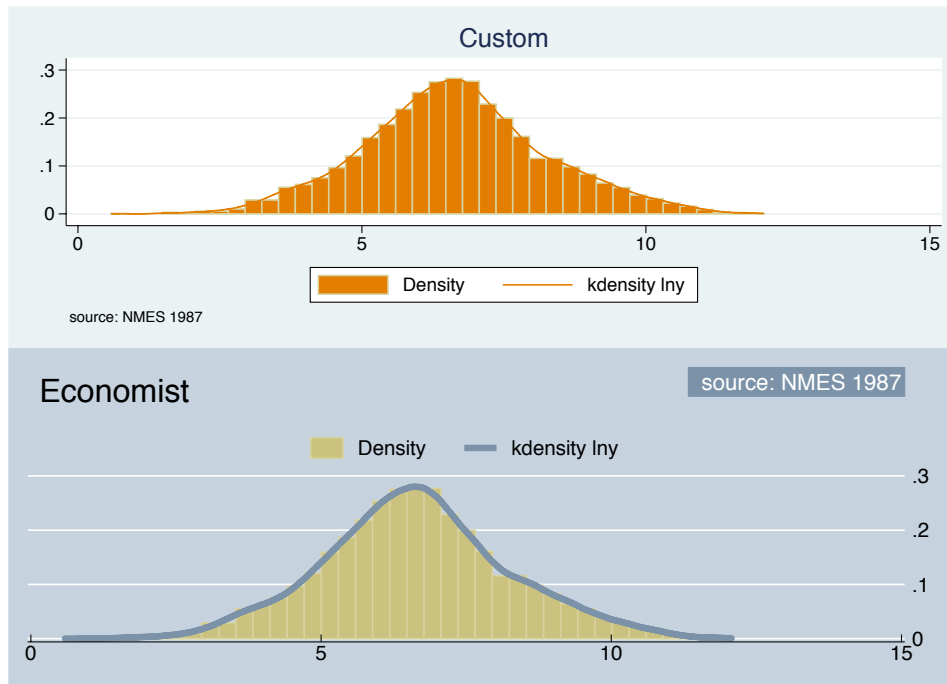 Custom
.3
.2
.1
0
0 5 10 15
Density kdensity lny
source: NMES 1987
Economist
source: NMES 1987
Density kdensity lny
.3
.2
.1
0
0 5 10 15